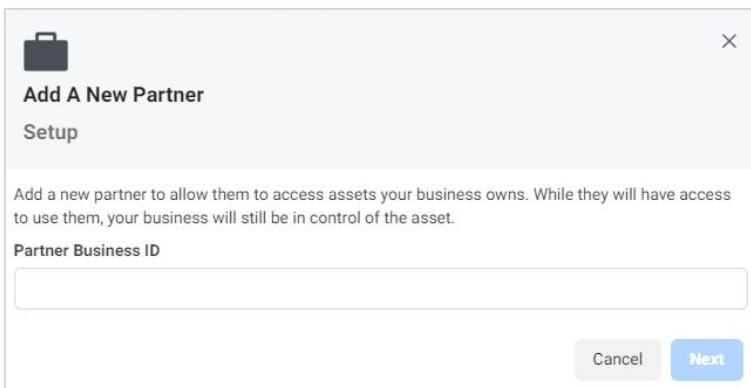 Add A New Partner
Setup
Add a new partner to allow them to access assets your business owns. While they will have access
to use them, your business will still be in control of the asset.
Partner Business ID
Cancel
Next